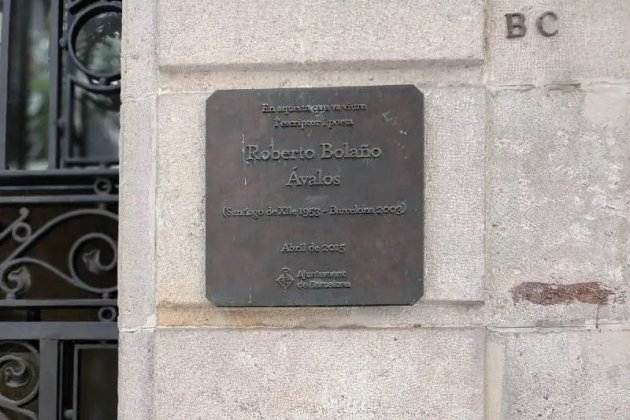 BC
En aquesta casa va viure
l'escriptor i poeta
Roberto Bolaño
Ávalos
(Santiago de Xile 1953 – Barcelona 2003)
Abril de 2015
Ajuntament
de Barcelona